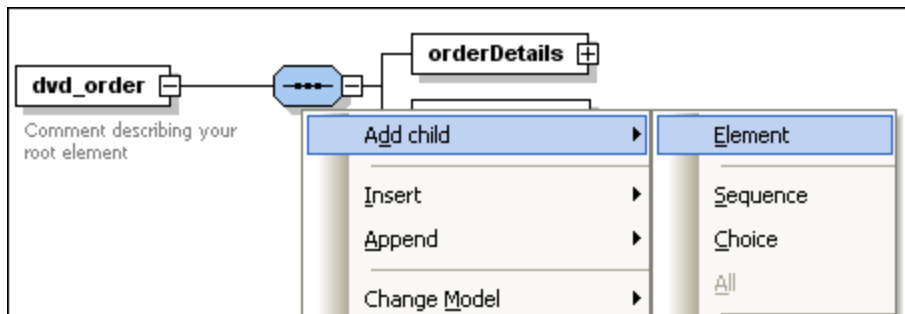 orderDetails
dvd_order
Comment describing your
root element
Add child
Element
Insert
Sequence
Append
Choice
All
Change Model